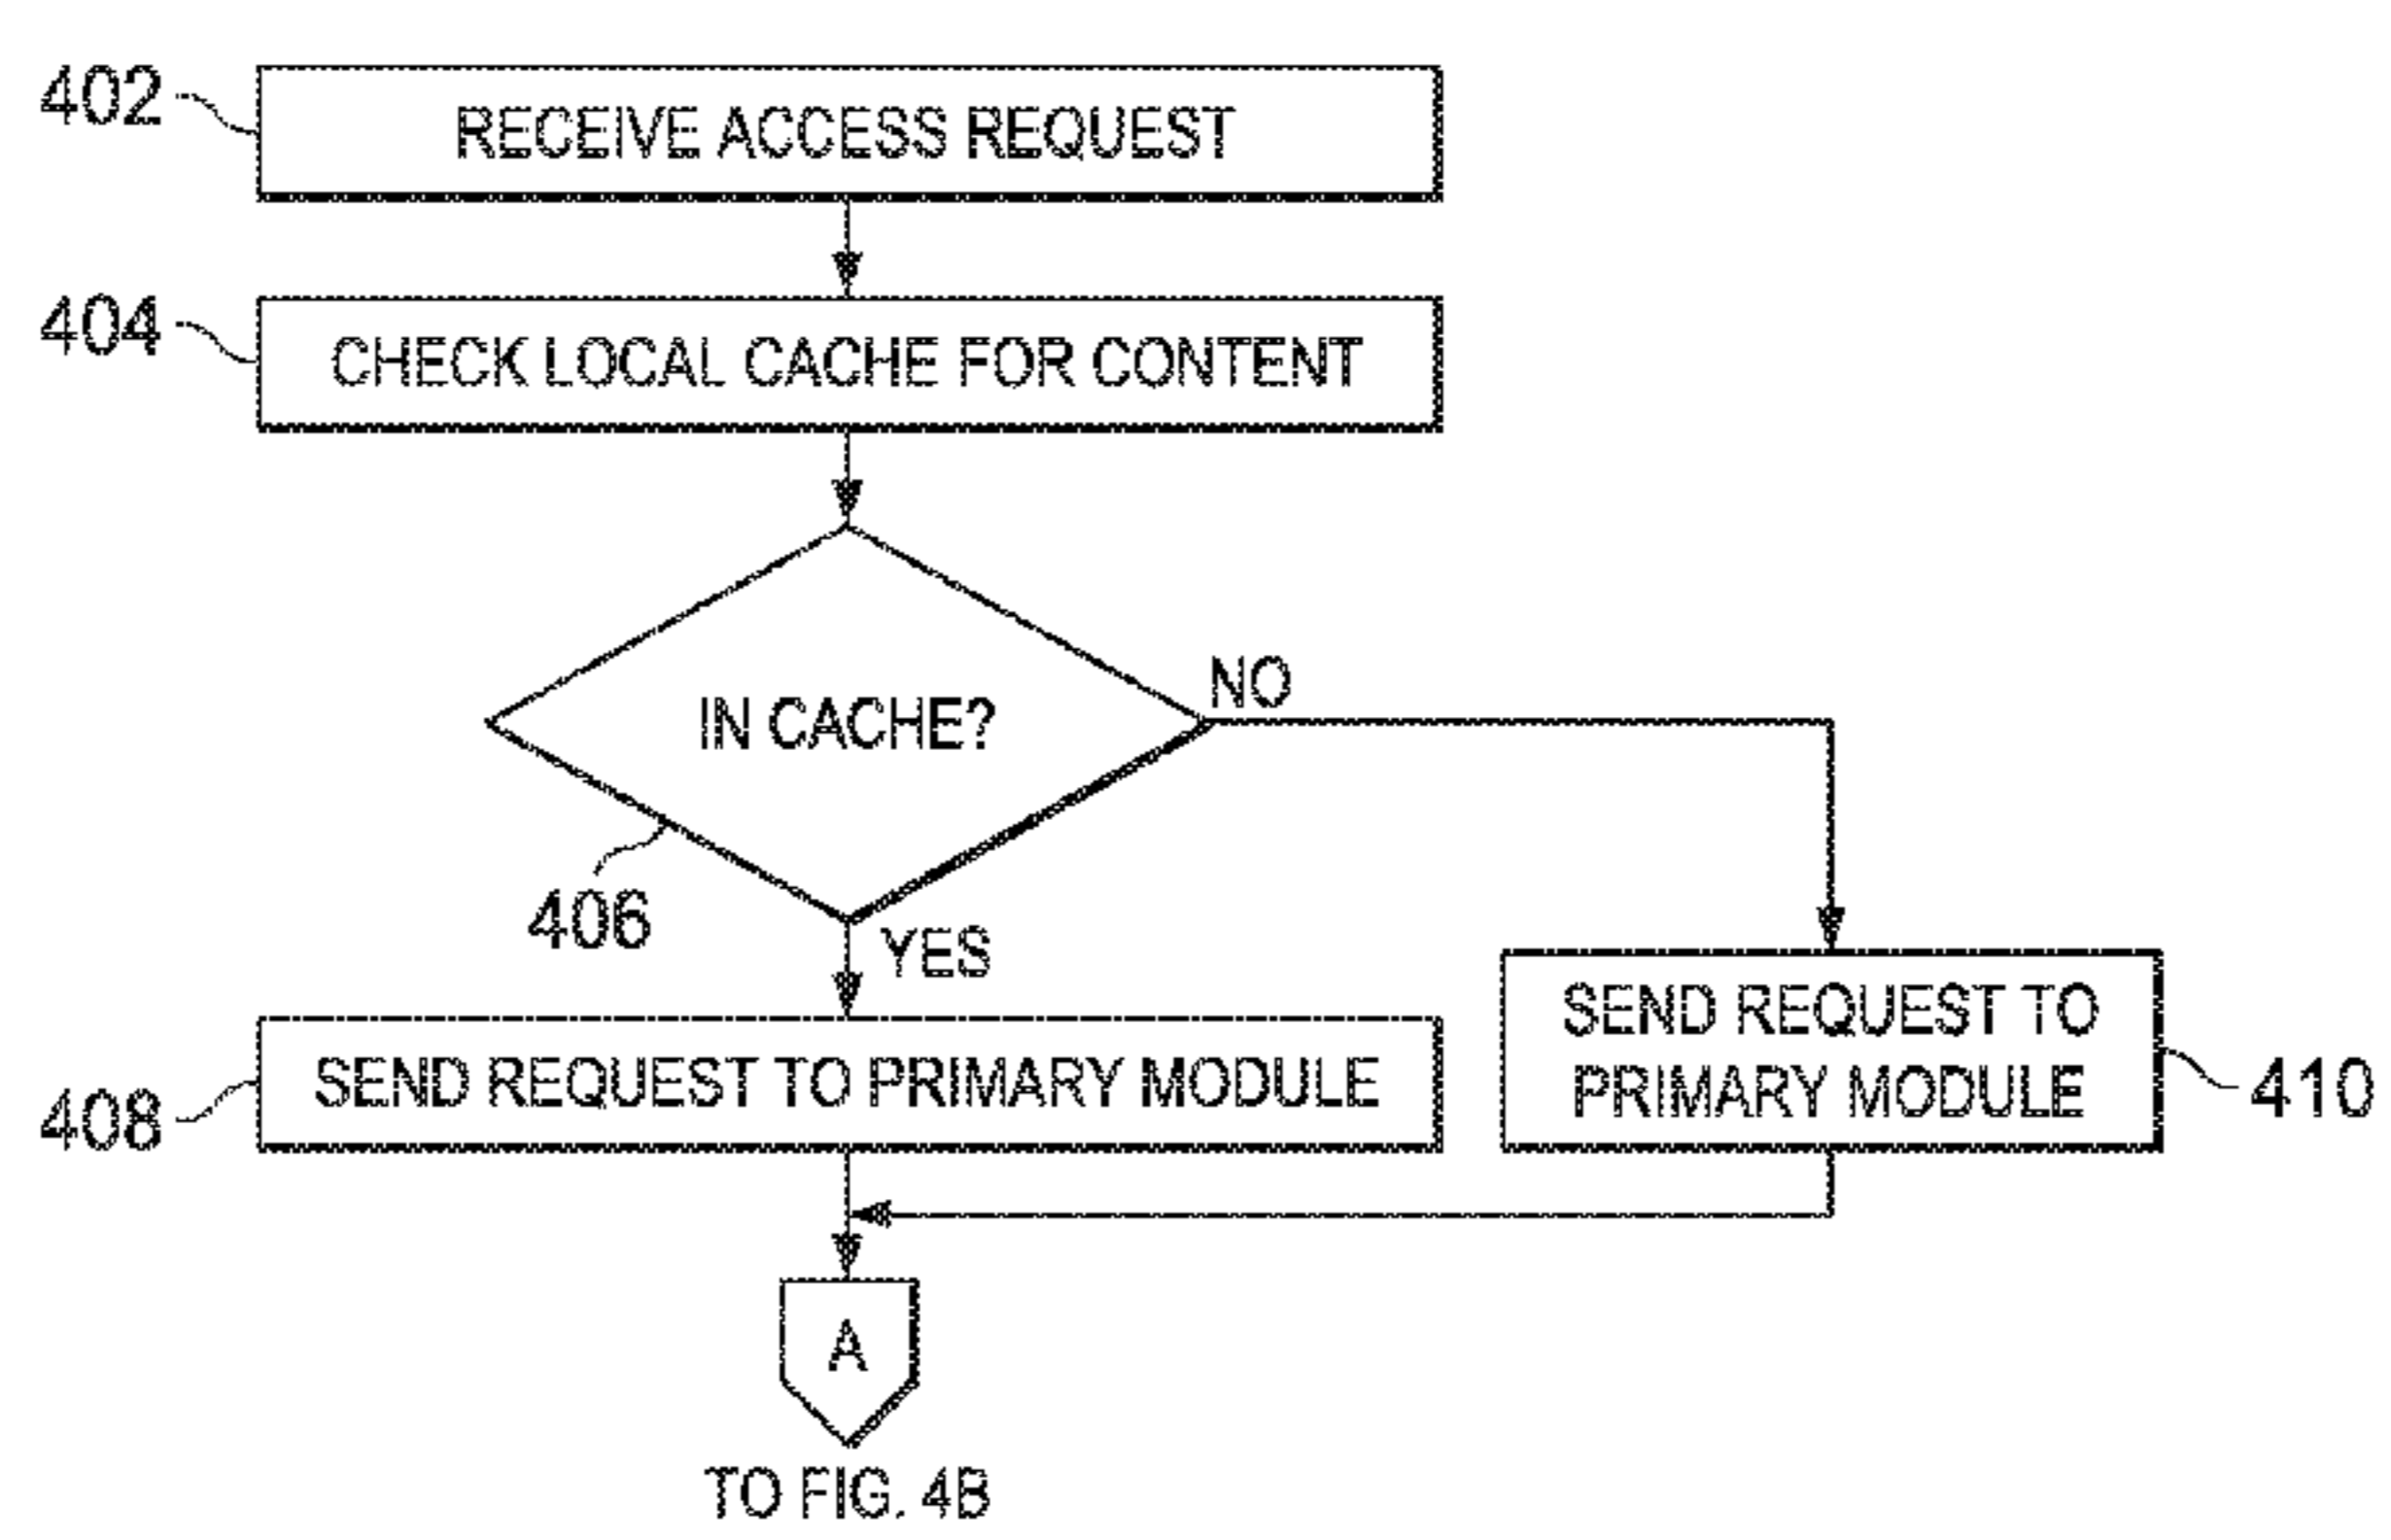 402
RECEIVE ACCESS REQUEST
404
CHECK LOCAL CACHE FOR CONTENT
IN CACHE?
NO
406
YES
408
SEND REQUEST TO PRIMARY MODULE
SEND REQUEST TO
PRIMARY MODULE
410
A
TO FIG. 4B